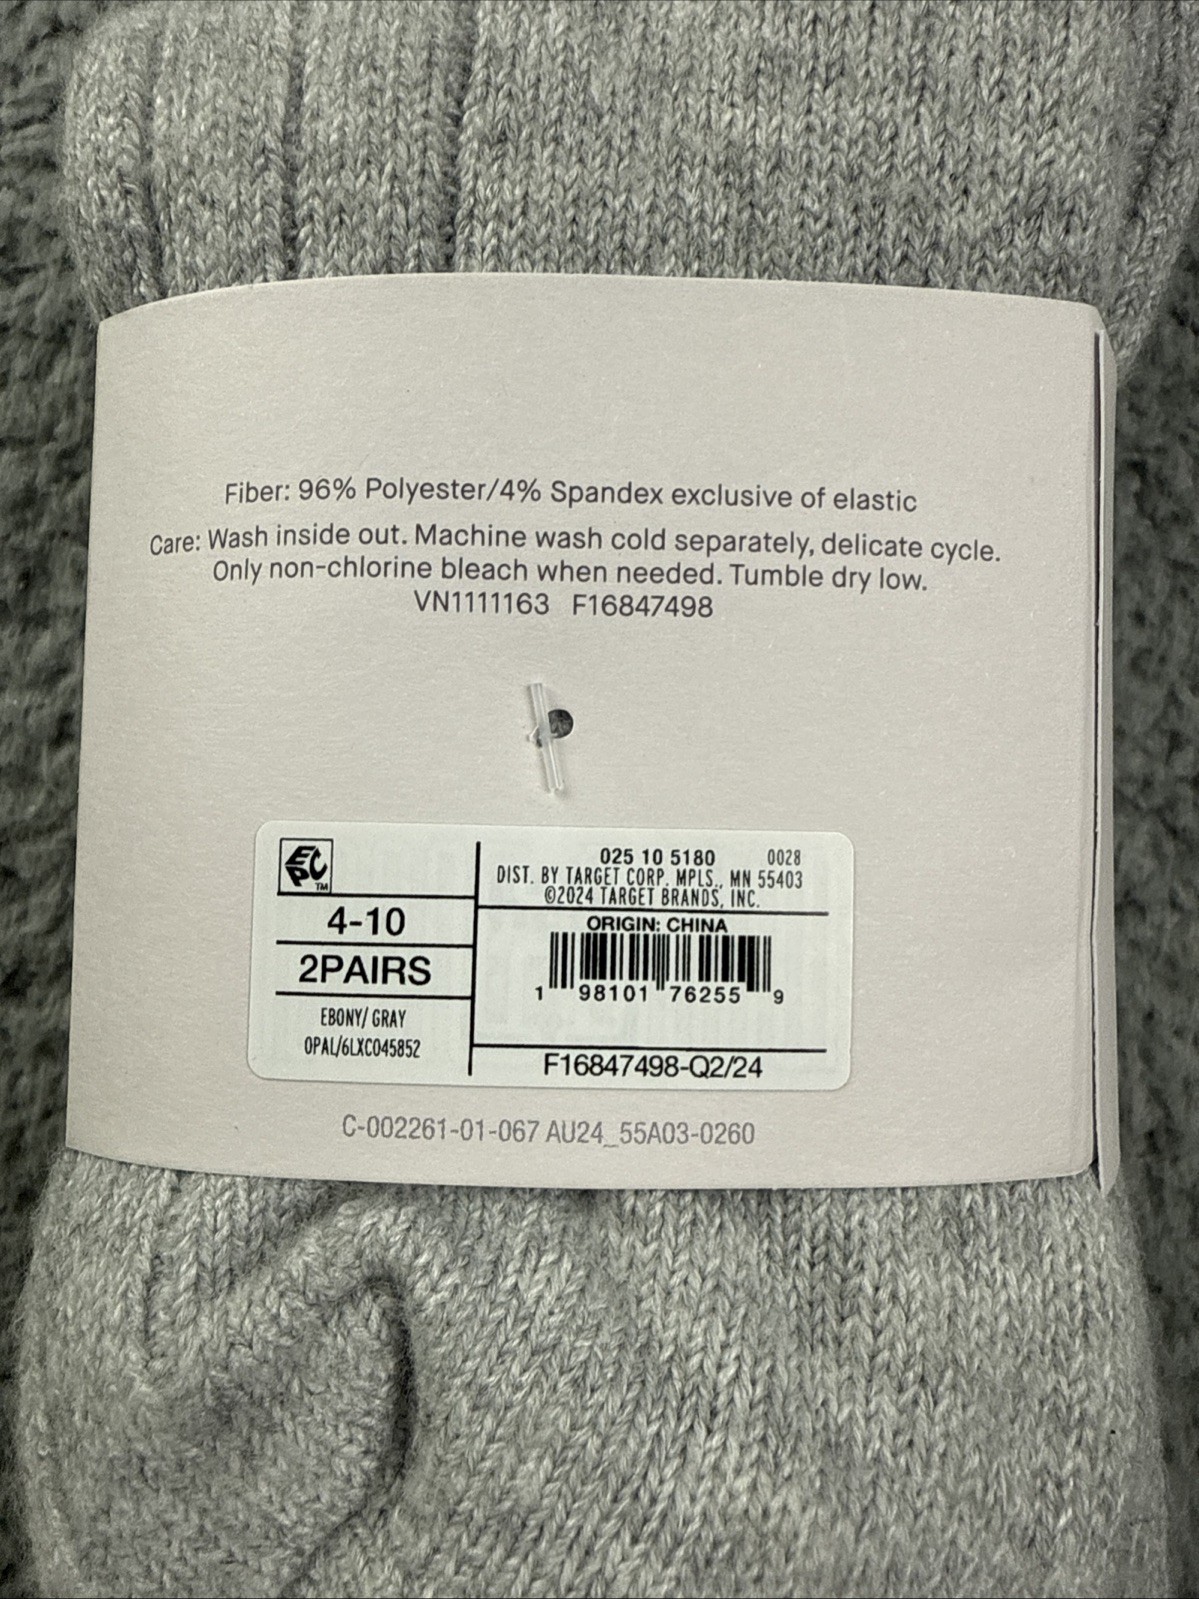 Fiber: 96% Polyester/4% Spandex exclusive of elastic
Care: Wash inside out. Machine wash cold separately, delicate cycle.
Only non-chlorine bleach when needed. Tumble dry low.
VN1111163 F16847498
EPC™
4-10
2PAIRS
EBONY/ GRAY
OPAL/6LXC045852
025 10 5180 0028
DIST. BY TARGET CORP. MPLS., MN 55403
©2024 TARGET BRANDS, INC.
ORIGIN: CHINA
1 98101 76255 9
F16847498-Q2/24
C-002261-01-067 AU24_55A03-0260